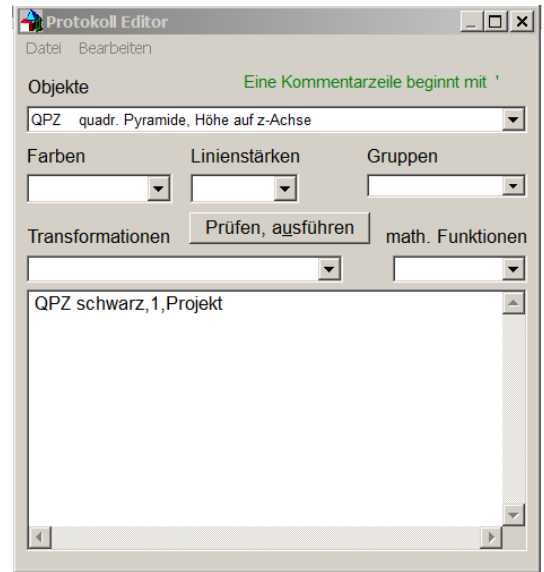 Protokoll Editor
Datei Bearbeiten
Objekte Eine Kommentarzeile beginnt mit '
QPZ quadr. Pyramide, Höhe auf z-Achse
Farben Linienstärken Gruppen
Transformationen Prüfen, ausführen math. Funktionen
QPZ schwarz,1,Projekt